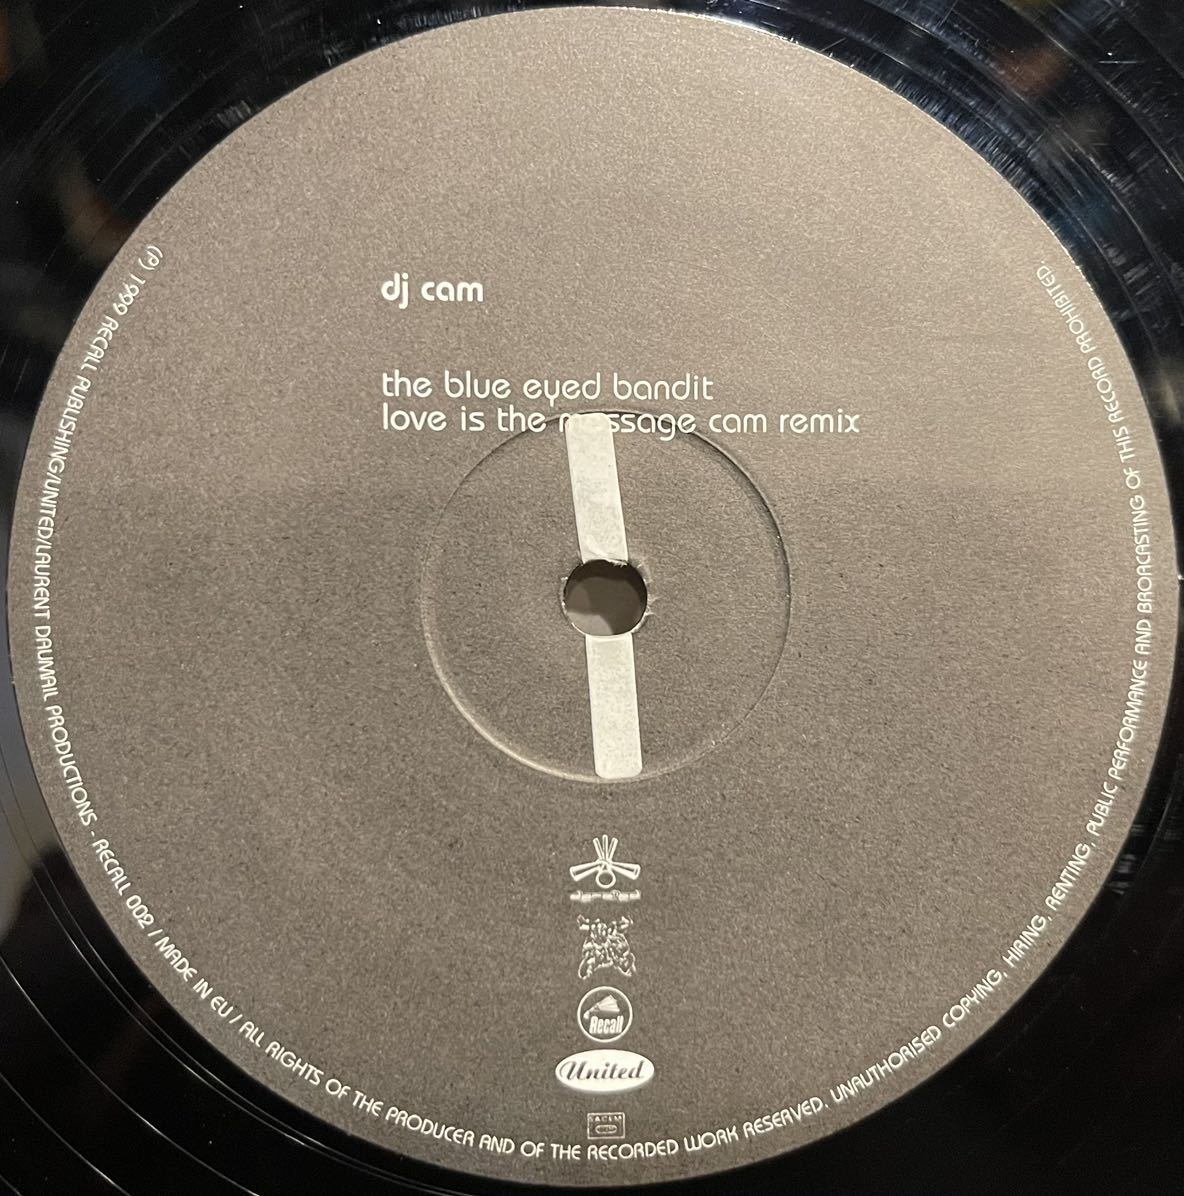 dj cam
the blue eyed bandit
love is the message cam remix
Recall
United
SACEM
(P) 1999 RECALL PUBLISHING/UNITED/LAURENT DAUMAIL PRODUCTIONS - RECALL 002 / MADE IN EU / ALL RIGHTS OF THE PRODUCER AND OF THE RECORDED WORK RESERVED. UNAUTHORISED COPYING, HIRING, RENTING, PUBLIC PERFORMANCE AND BROACASTING OF THIS RECORD PROHIBITED.